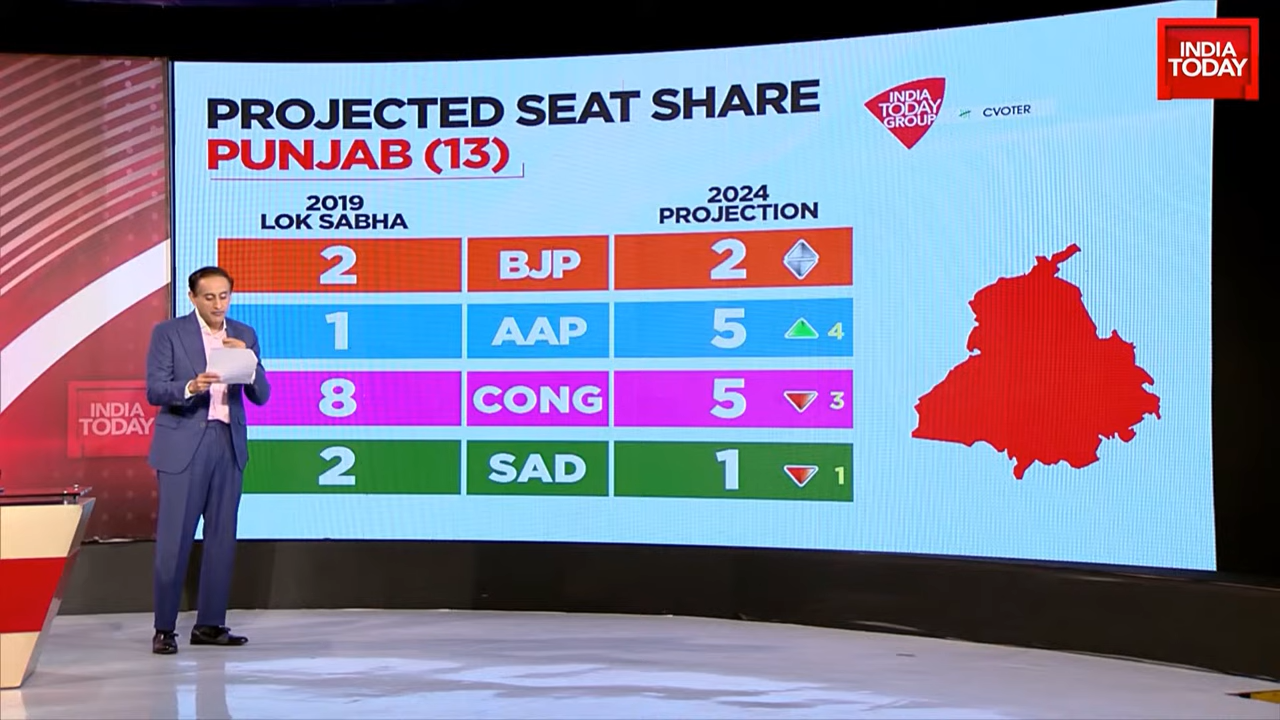 INDIA
TODAY
PROJECTED SEAT SHARE
PUNJAB (13)
INDIA
TODAY
GROUP
CVOTER
2019
LOK SABHA
2024
PROJECTION
2 BJP 2
1 AAP 5 4
8 CONG 5 3
2 SAD 1 1
INDIA
TODAY